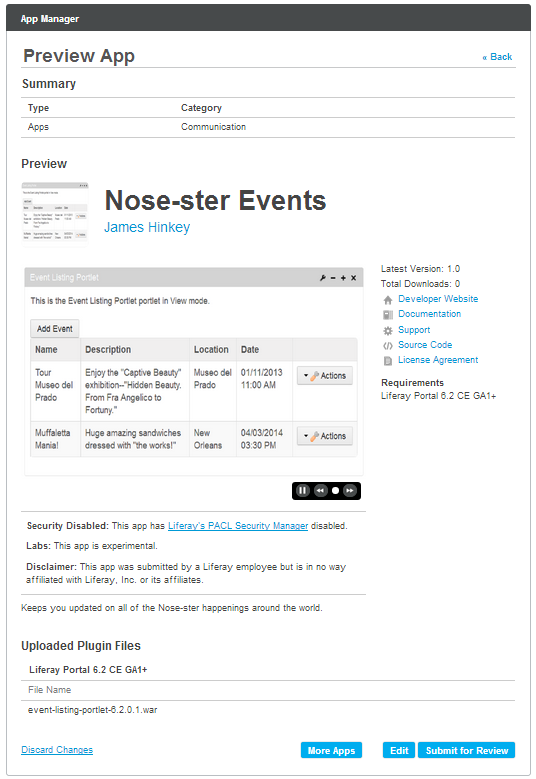 App Manager
Preview App
« Back
Summary
Type Category
Apps Communication
Preview
Nose-ster Events
James Hinkey
Event Listing Portlet
This is the Event Listing Portlet portlet in View mode.
Add Event
Name Description Location Date
Tour Museo del Prado
Enjoy the "Captive Beauty" exhibition--"Hidden Beauty. From Fra Angelico to Fortuny."
Museo del Prado
01/11/2013 11:00 AM
Actions
Muffaletta Mania!
Huge amazing sandwiches dressed with "the works!"
New Orleans
04/03/2014 03:30 PM
Actions
Latest Version: 1.0
Total Downloads: 0
Developer Website
Documentation
Support
Source Code
License Agreement
Requirements
Liferay Portal 6.2 CE GA1+
Security Disabled: This app has Liferay's PACL Security Manager disabled.
Labs: This app is experimental.
Disclaimer: This app was submitted by a Liferay employee but is in no way
affiliated with Liferay, Inc. or its affiliates.
Keeps you updated on all of the Nose-ster happenings around the world.
Uploaded Plugin Files
Liferay Portal 6.2 CE GA1+
File Name
event-listing-portlet-6.2.0.1.war
Discard Changes
More Apps
Edit
Submit for Review